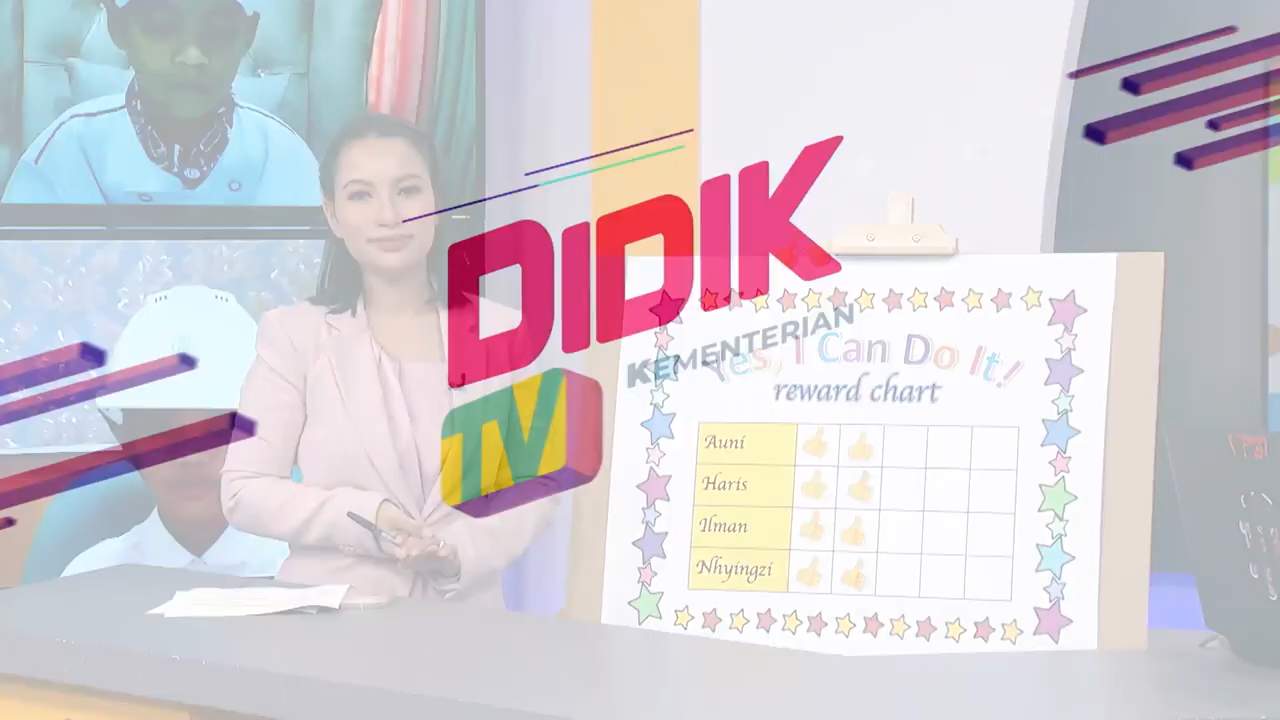 DIDIK
KEMENTERIAN
TV
Yes, I Can Do It!
reward chart
Auni
Haris
Ilman
Nhyingzi